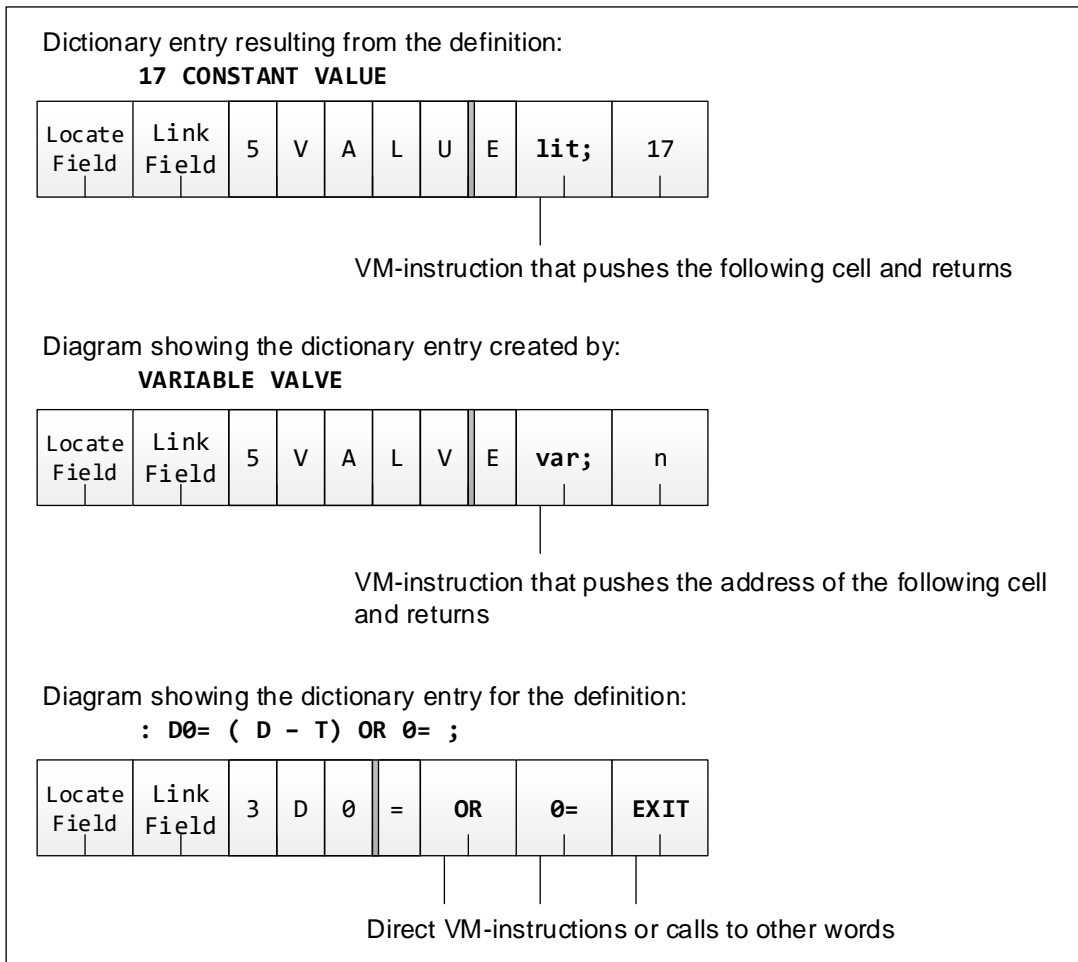 Dictionary entry resulting from the definition:
17 CONSTANT VALUE
Locate Field Link Field 5 V A L U E lit; 17
VM-instruction that pushes the following cell and returns
Diagram showing the dictionary entry created by:
VARIABLE VALVE
Locate Field Link Field 5 V A L V E var; n
VM-instruction that pushes the address of the following cell
and returns
Diagram showing the dictionary entry for the definition:
: D0= ( D – T) OR 0= ;
Locate Field Link Field 3 D 0 = OR 0= EXIT
Direct VM-instructions or calls to other words